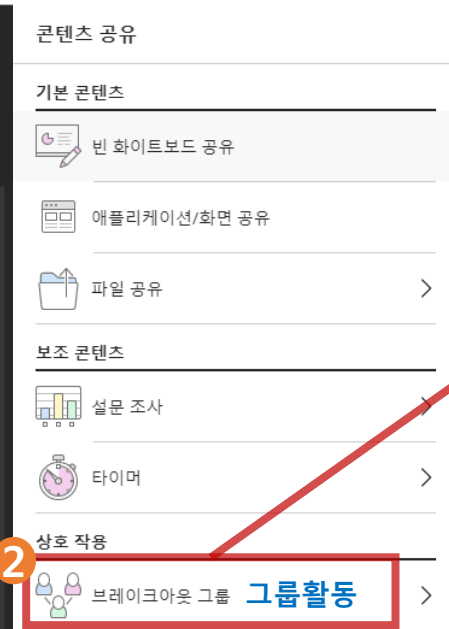 콘텐츠 공유
기본 콘텐츠
빈 화이트보드 공유
애플리케이션/화면 공유
파일 공유
보조 콘텐츠
설문 조사
타이머
상호 작용
2
브레이크아웃 그룹 그룹활동